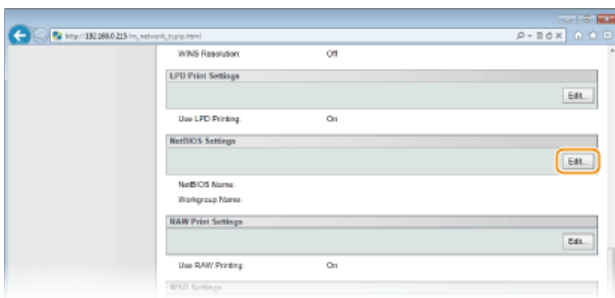 http://192.168.0.215/m_network_tcpip.html
WINS Resolution: Off
LPD Print Settings
Edit...
Use LPD Printing: On
NetBIOS Settings
Edit...
NetBIOS Name:
Workgroup Name:
RAW Print Settings
Edit...
Use RAW Printing: On
WSD Settings